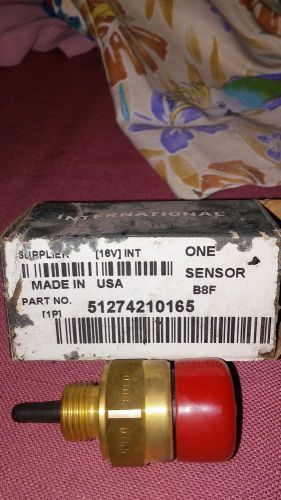 INTERNATIONAL
SUPPLIER [16V] INT ONE
MADE IN USA SENSOR
B8F
PART NO. 51274210165
[1P]